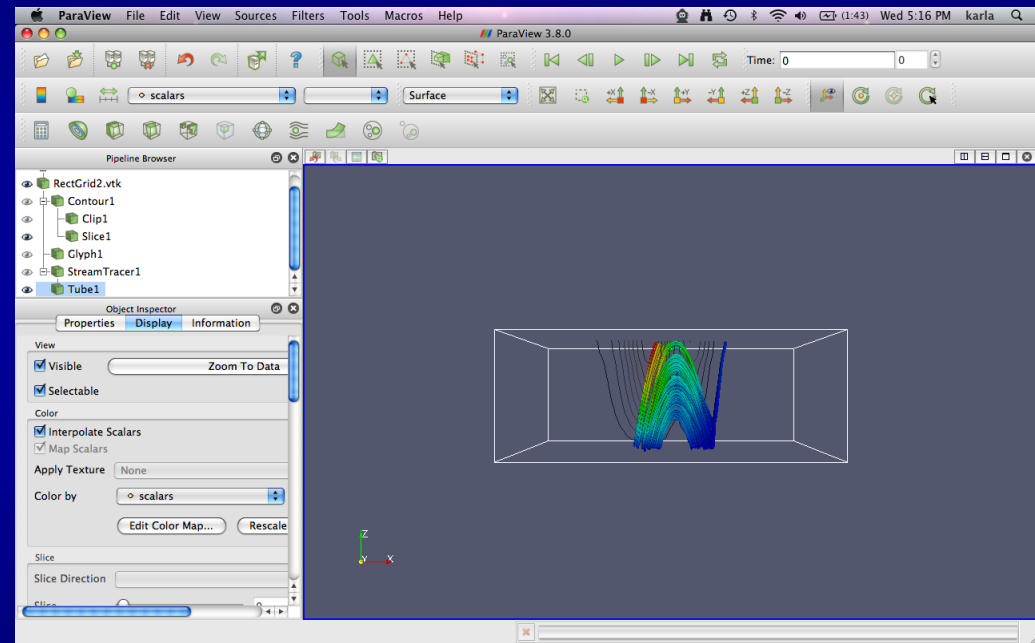 ParaView File Edit View Sources Filters Tools Macros Help (1:43) Wed 5:16 PM karla
ParaView 3.8.0
? +X -X +Y -Y +Z -Z Time: 0 0
scalars Surface
Pipeline Browser
RectGrid2.vtk
Contour1
Clip1
Slice1
Glyph1
StreamTracer1
Tube1
Object Inspector
Properties Display Information
View
Visible Zoom To Data
Selectable
Color
Interpolate Scalars
Map Scalars
Apply Texture None
Color by scalars
Edit Color Map... Rescale
Slice
Slice Direction
Slice 0
Z
Y X